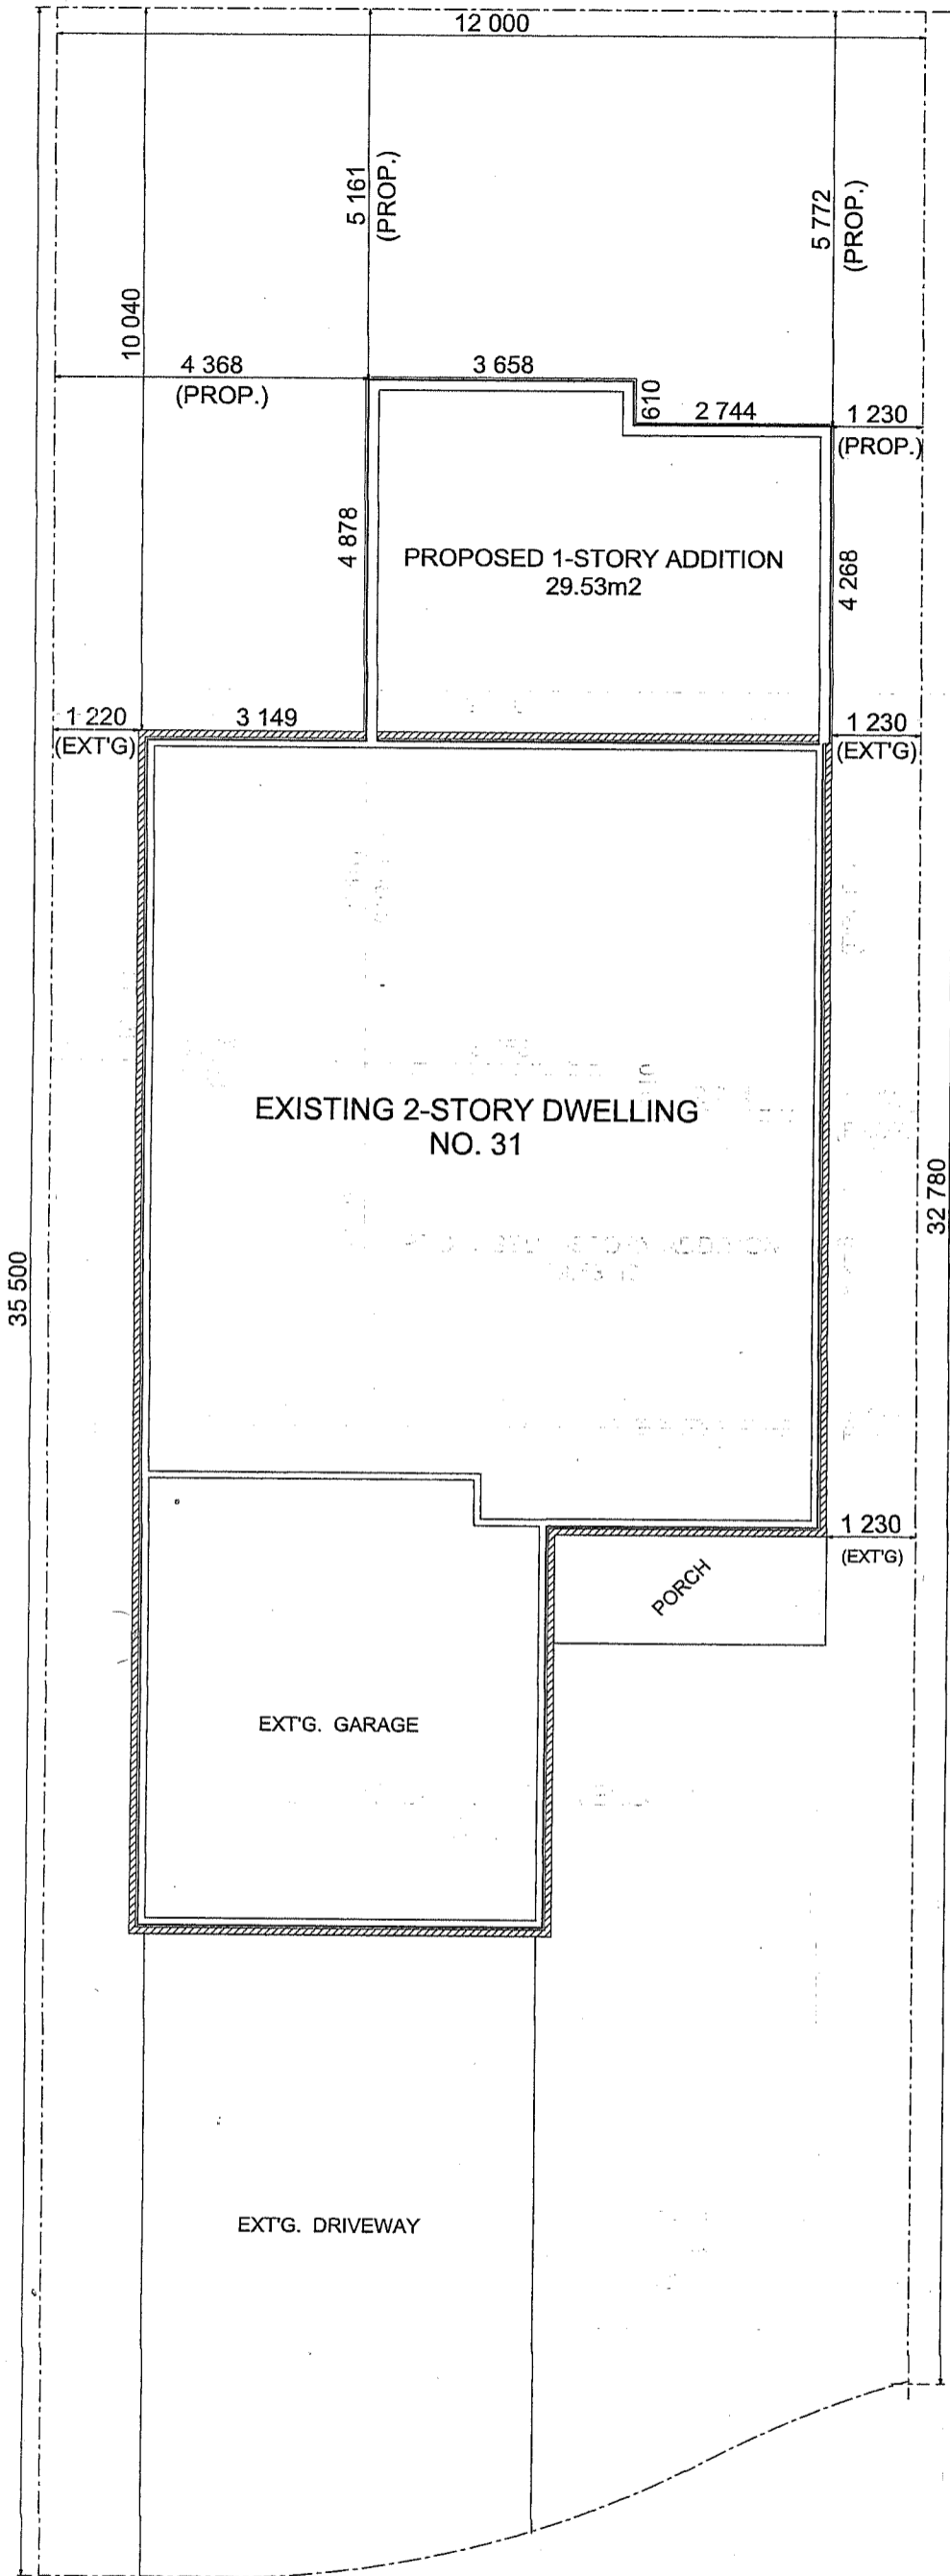 12 000
5 161
(PROP.)
5 772
(PROP.)
10 040
4 368
(PROP.)
3 658
610
2 744
1 230
(PROP.)
4 878
PROPOSED 1-STORY ADDITION
29.53m2
4 268
1 220
(EXT'G)
3 149
1 230
(EXT'G)
EXISTING 2-STORY DWELLING
NO. 31
32 780
35 500
1 230
(EXT'G)
PORCH
EXT'G. GARAGE
EXT'G. DRIVEWAY